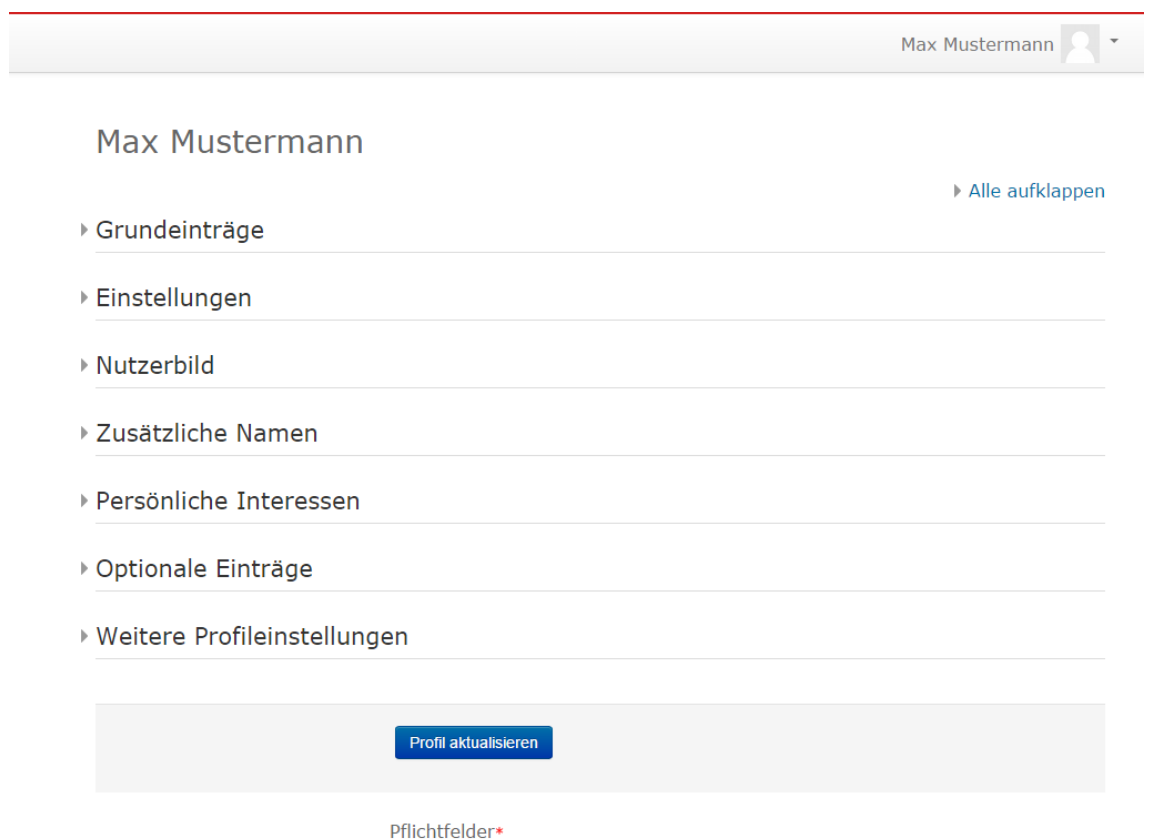 Max Mustermann
Max Mustermann
Alle aufklappen
Grundeinträge
Einstellungen
Nutzerbild
Zusätzliche Namen
Persönliche Interessen
Optionale Einträge
Weitere Profileinstellungen
Profil aktualisieren
Pflichtfelder*